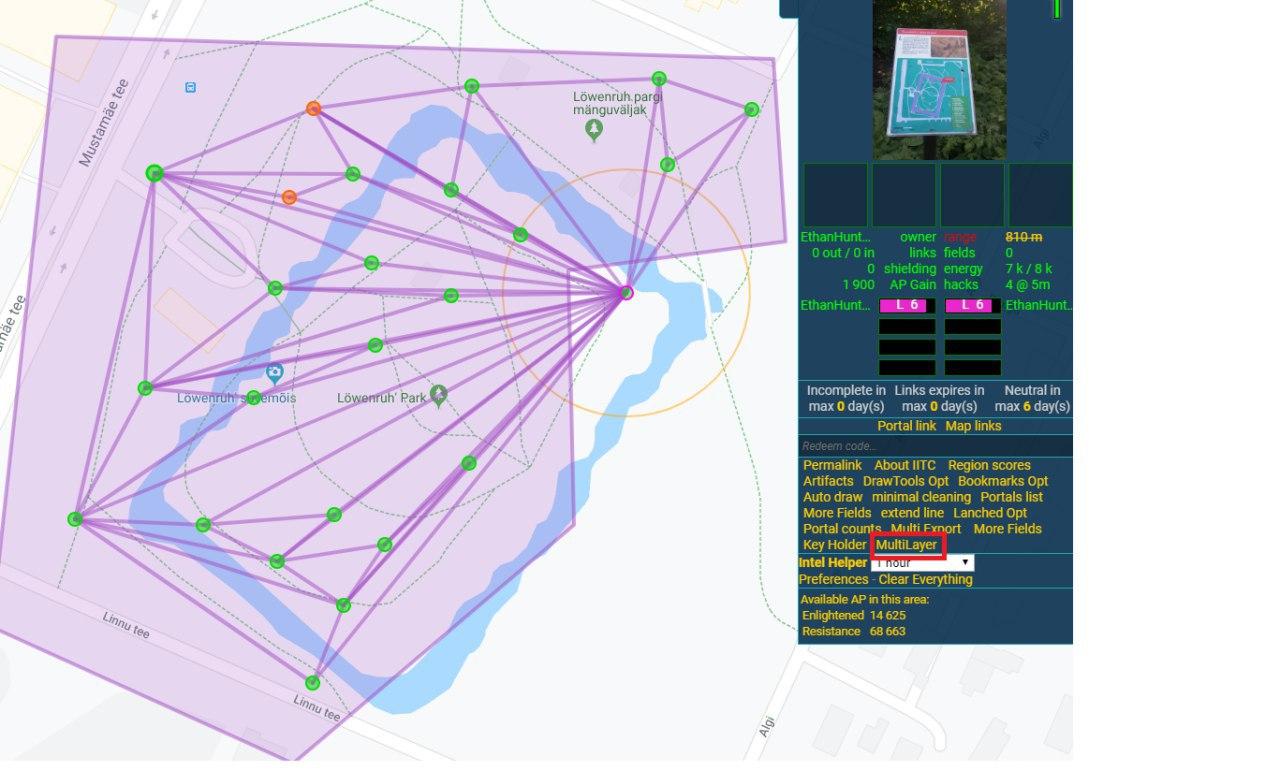 Mustamäe tee
Löwenruh pargi
mänguväljak
Löwenruh' suvemõis
Löwenruh' Park
mäe tee
Linnu tee
Linnu tee
Algi
Algi
EthanHunt... owner range 810 m
0 out / 0 in links fields 0
0 shielding energy 7 k / 8 k
1 900 AP Gain hacks 4 @ 5m
EthanHunt... L 6 L 6 EthanHunt...
Incomplete in Links expires in Neutral in
max 0 day(s) max 0 day(s) max 6 day(s)
Portal link Map links
Redeem code...
Permalink About IITC Region scores
Artifacts DrawTools Opt Bookmarks Opt
Auto draw minimal cleaning Portals list
More Fields extend line Lanched Opt
Portal counts Multi Export More Fields
Key Holder MultiLayer
Intel Helper 1 hour
Preferences - Clear Everything
Available AP in this area:
Enlightened 14 625
Resistance 68 663